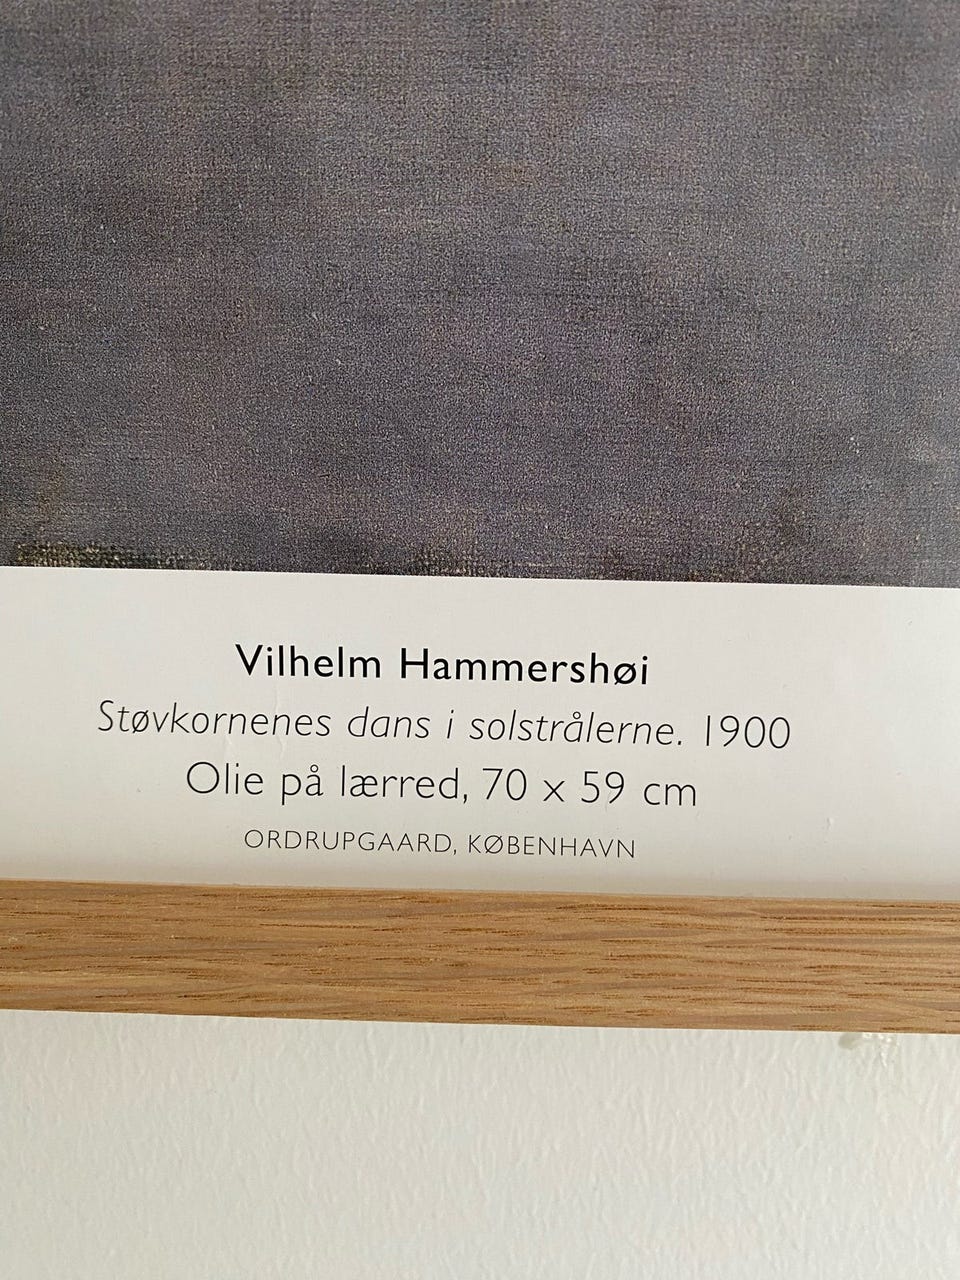 Vilhelm Hammershøi
Støvkornenes dans i solstrålerne. 1900
Olie på lærred, 70 x 59 cm
ORDRUPGAARD, KØBENHAVN